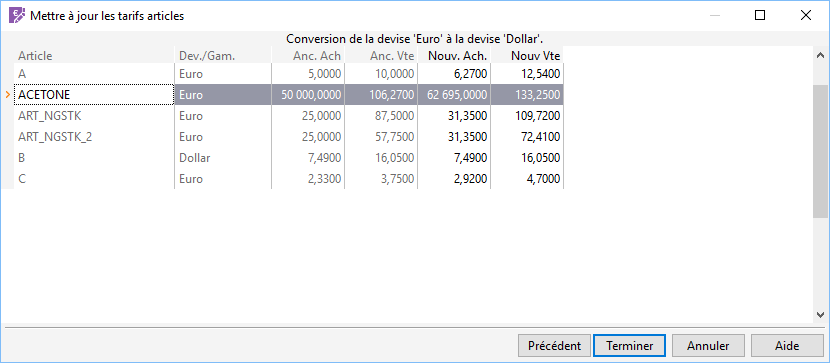 Mettre à jour les tarifs articles
Conversion de la devise 'Euro' à la devise 'Dollar'.
Article Dev./Gam. Anc. Ach Anc. Vte Nouv. Ach. Nouv Vte
A Euro 5,0000 10,0000 6,2700 12,5400
ACETONE Euro 50 000,0000 106,2700 62 695,0000 133,2500
ART_NGSTK Euro 25,0000 87,5000 31,3500 109,7200
ART_NGSTK_2 Euro 25,0000 57,7500 31,3500 72,4100
B Dollar 7,4900 16,0500 7,4900 16,0500
C Euro 2,3300 3,7500 2,9200 4,7000
Précédent Terminer Annuler Aide